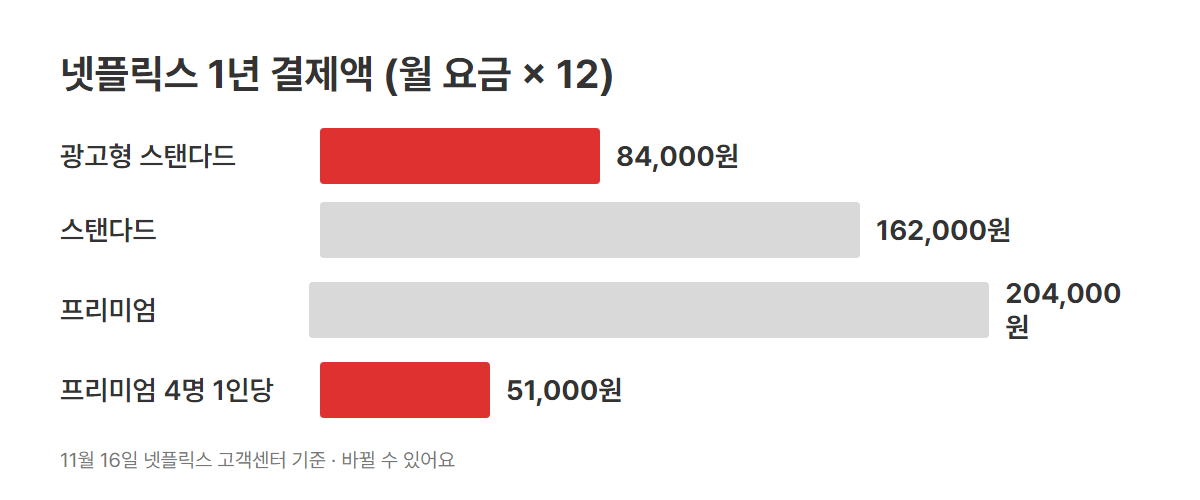 넷플릭스 1년 결제액 (월 요금 × 12)
광고형 스탠다드 84,000원
스탠다드 162,000원
프리미엄 204,000
원
프리미엄 4명 1인당 51,000원
11월 16일 넷플릭스 고객센터 기준 · 바뀔 수 있어요